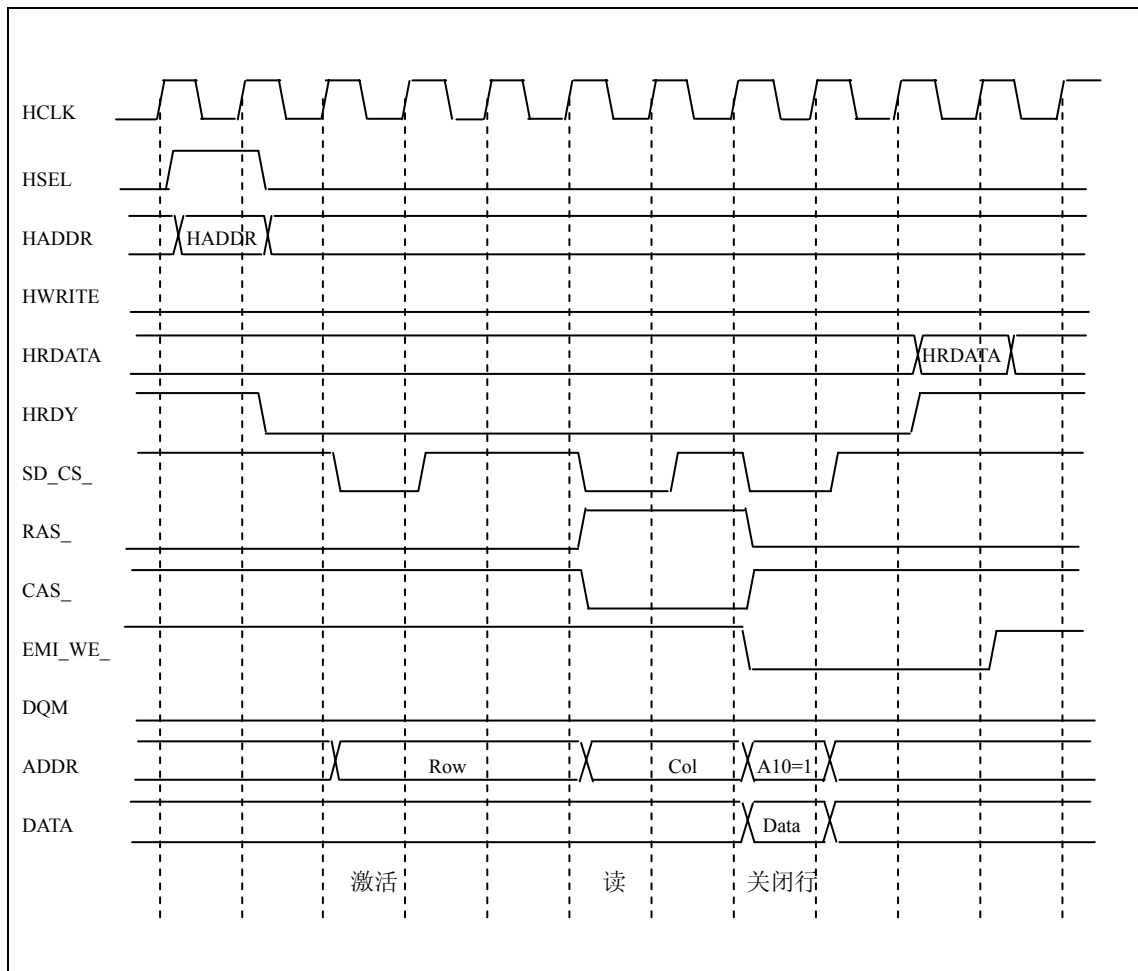 HCLK
HSEL
HADDR HADDR
HWRITE
HRDATA HRDATA
HRDY
SD_CS_
RAS_
CAS_
EMI_WE_
DQM
ADDR Row Col A10=1
DATA Data
激活 读 关闭行